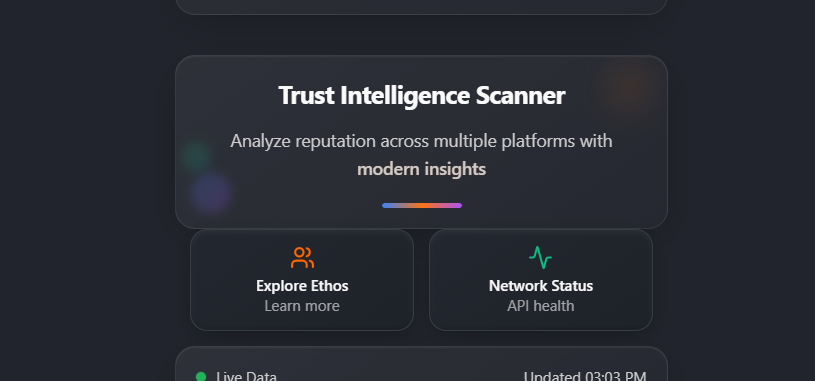 Trust Intelligence Scanner
Analyze reputation across multiple platforms with
modern insights
Explore Ethos
Learn more
Network Status
API health
Live Data
Updated 03:03 PM